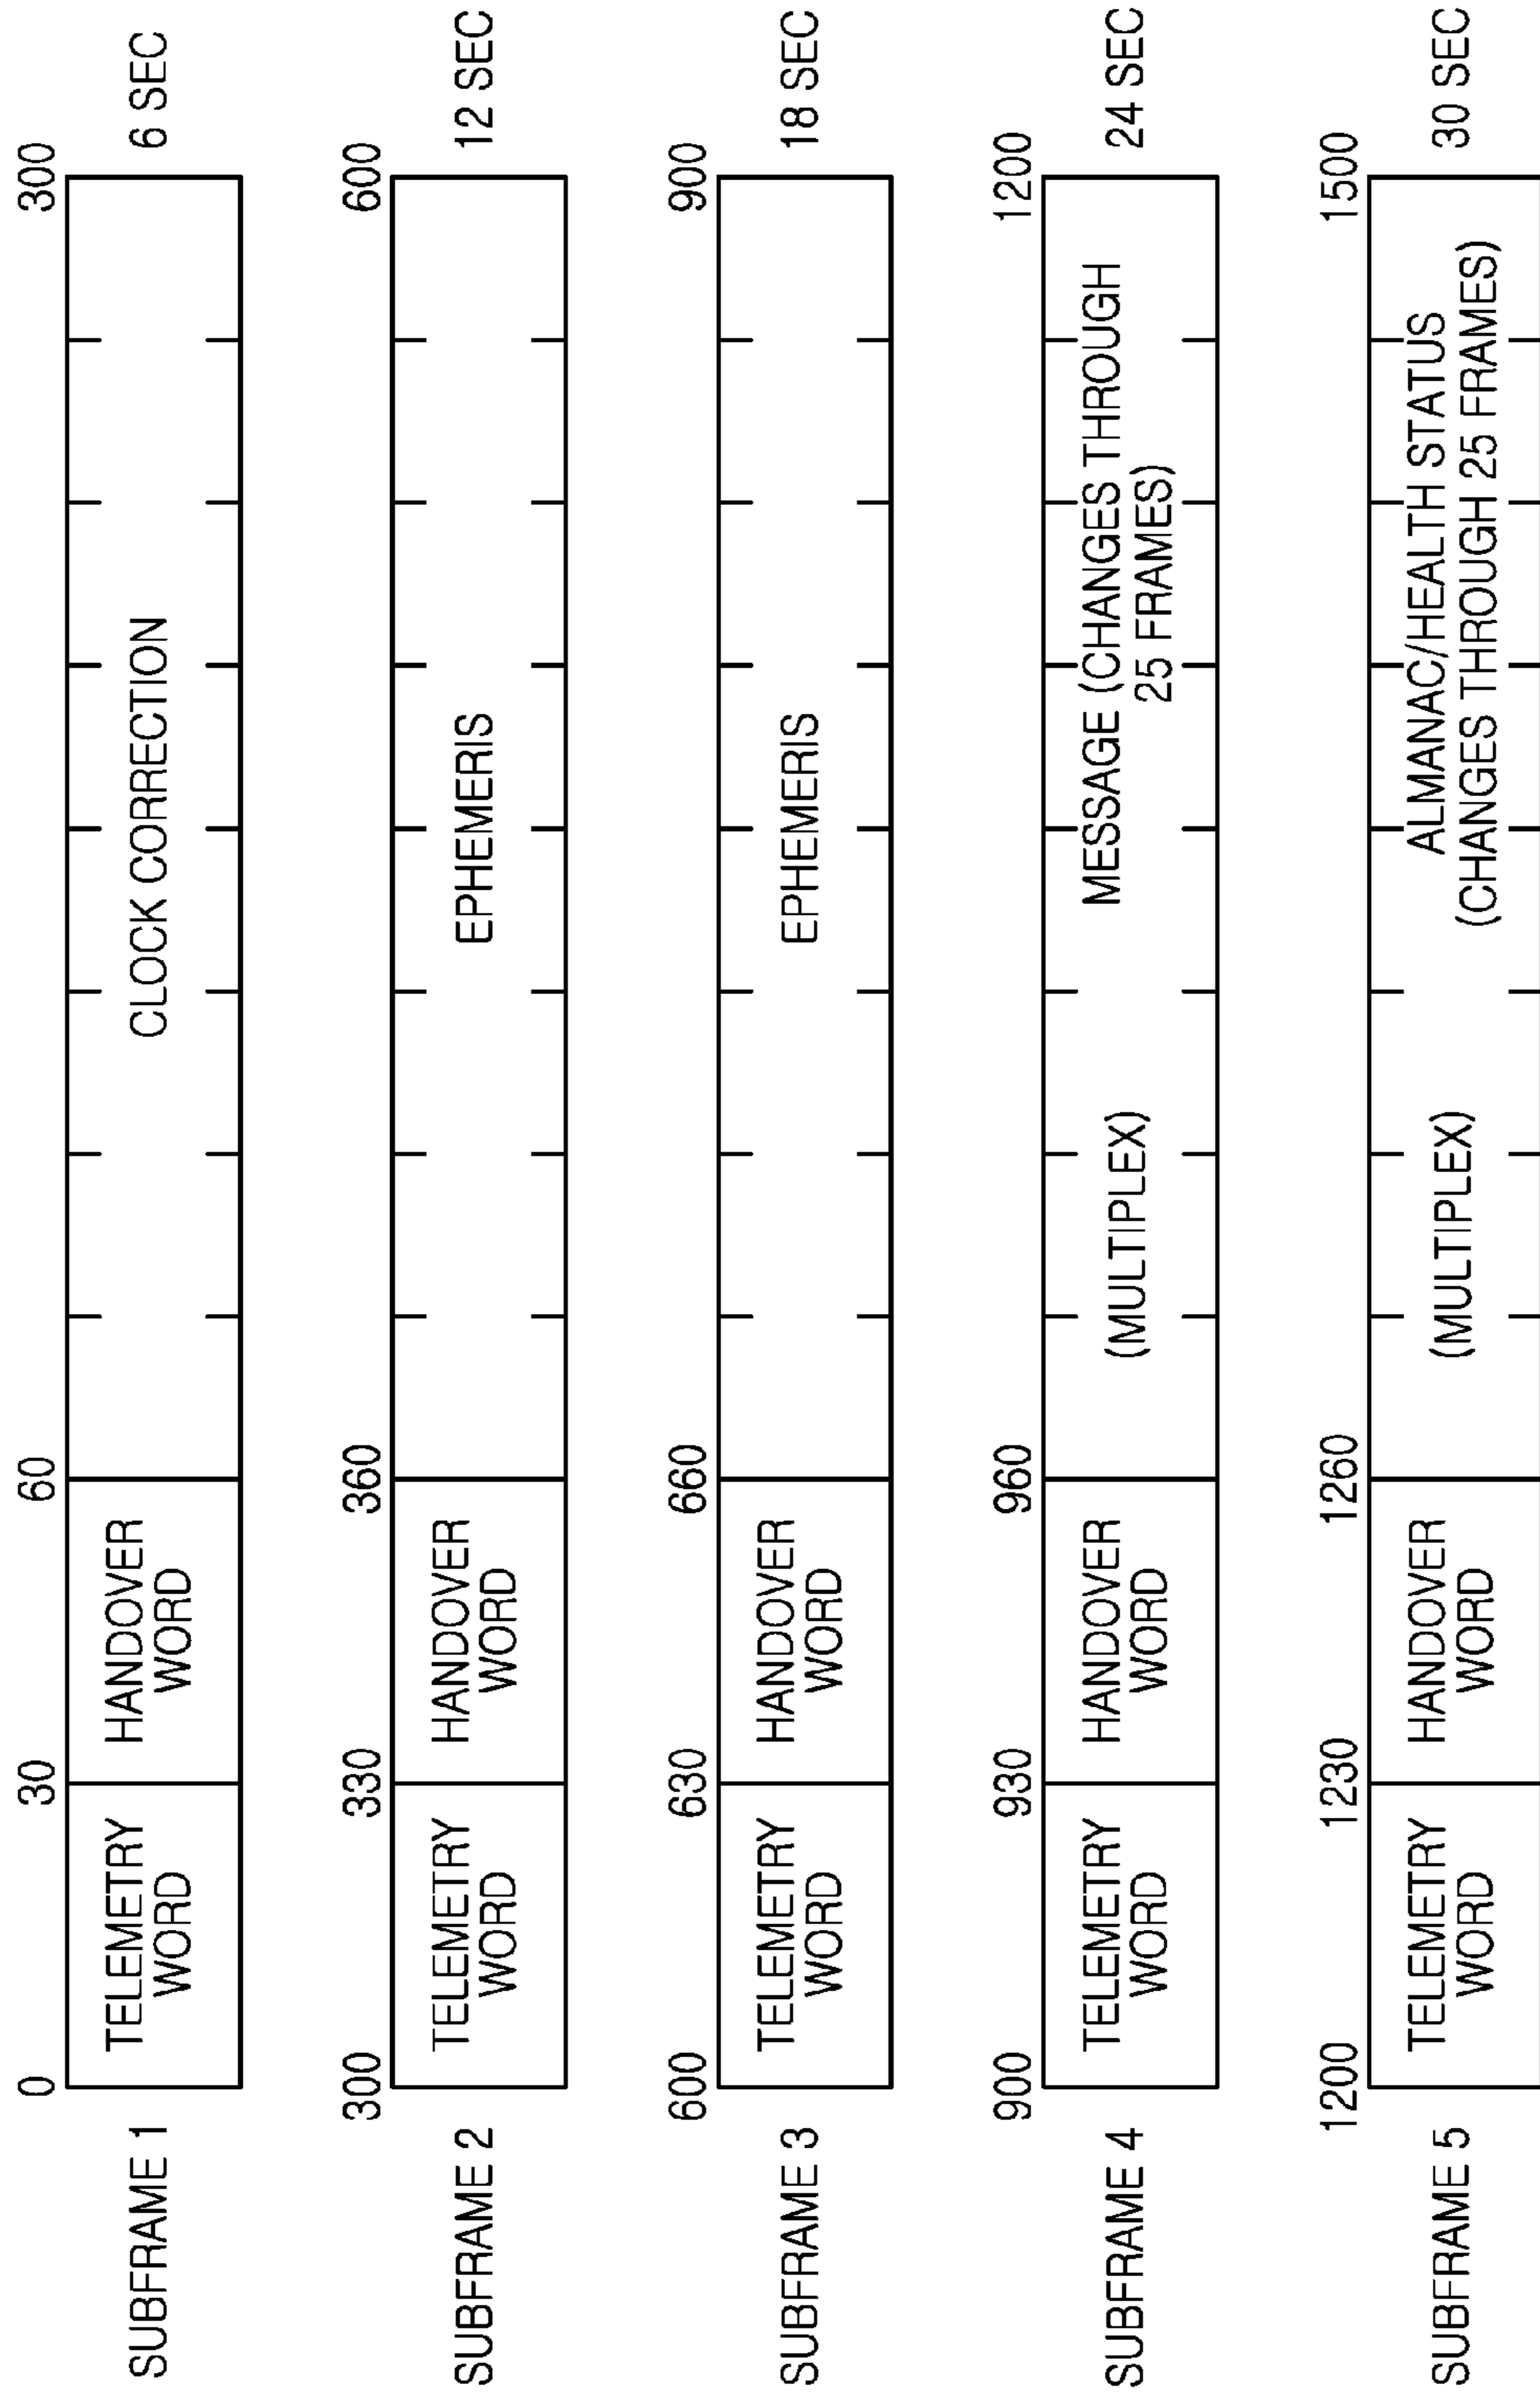 0 30 60 300
SUBFRAME 1
TELEMETRY
WORD
HANDOVER
WORD
CLOCK CORRECTION
6 SEC
300 330 360 600
SUBFRAME 2
TELEMETRY
WORD
HANDOVER
WORD
EPHEMERIS
12 SEC
600 630 660 900
SUBFRAME 3
TELEMETRY
WORD
HANDOVER
WORD
EPHEMERIS
18 SEC
900 930 960 1200
SUBFRAME 4
TELEMETRY
WORD
HANDOVER
WORD
(MULTIPLEX)
MESSAGE (CHANGES THROUGH
25 FRAMES)
24 SEC
1200 1230 1260 1500
SUBFRAME 5
TELEMETRY
WORD
HANDOVER
WORD
(MULTIPLEX)
ALMANAC/HEALTH STATUS
(CHANGES THROUGH 25 FRAMES)
30 SEC